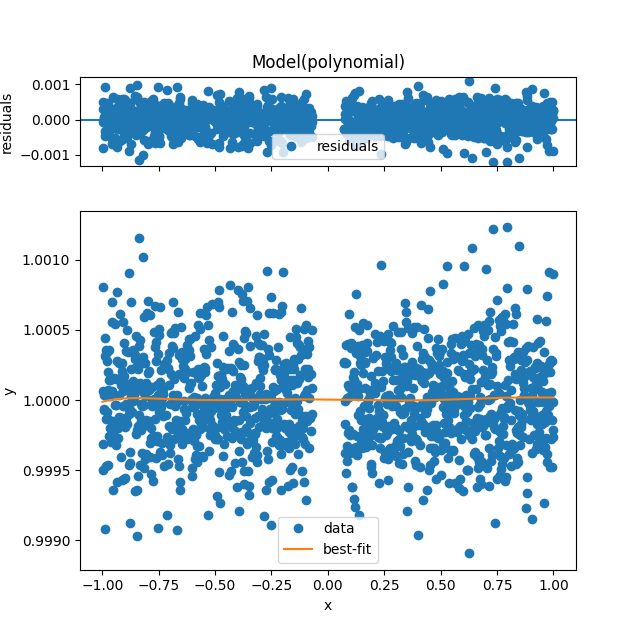 Model(polynomial)
0.001
0.000
−0.001
residuals
residuals
1.0010
1.0005
1.0000
0.9995
0.9990
y
data
best-fit
−1.00 −0.75 −0.50 −0.25 0.00 0.25 0.50 0.75 1.00
x